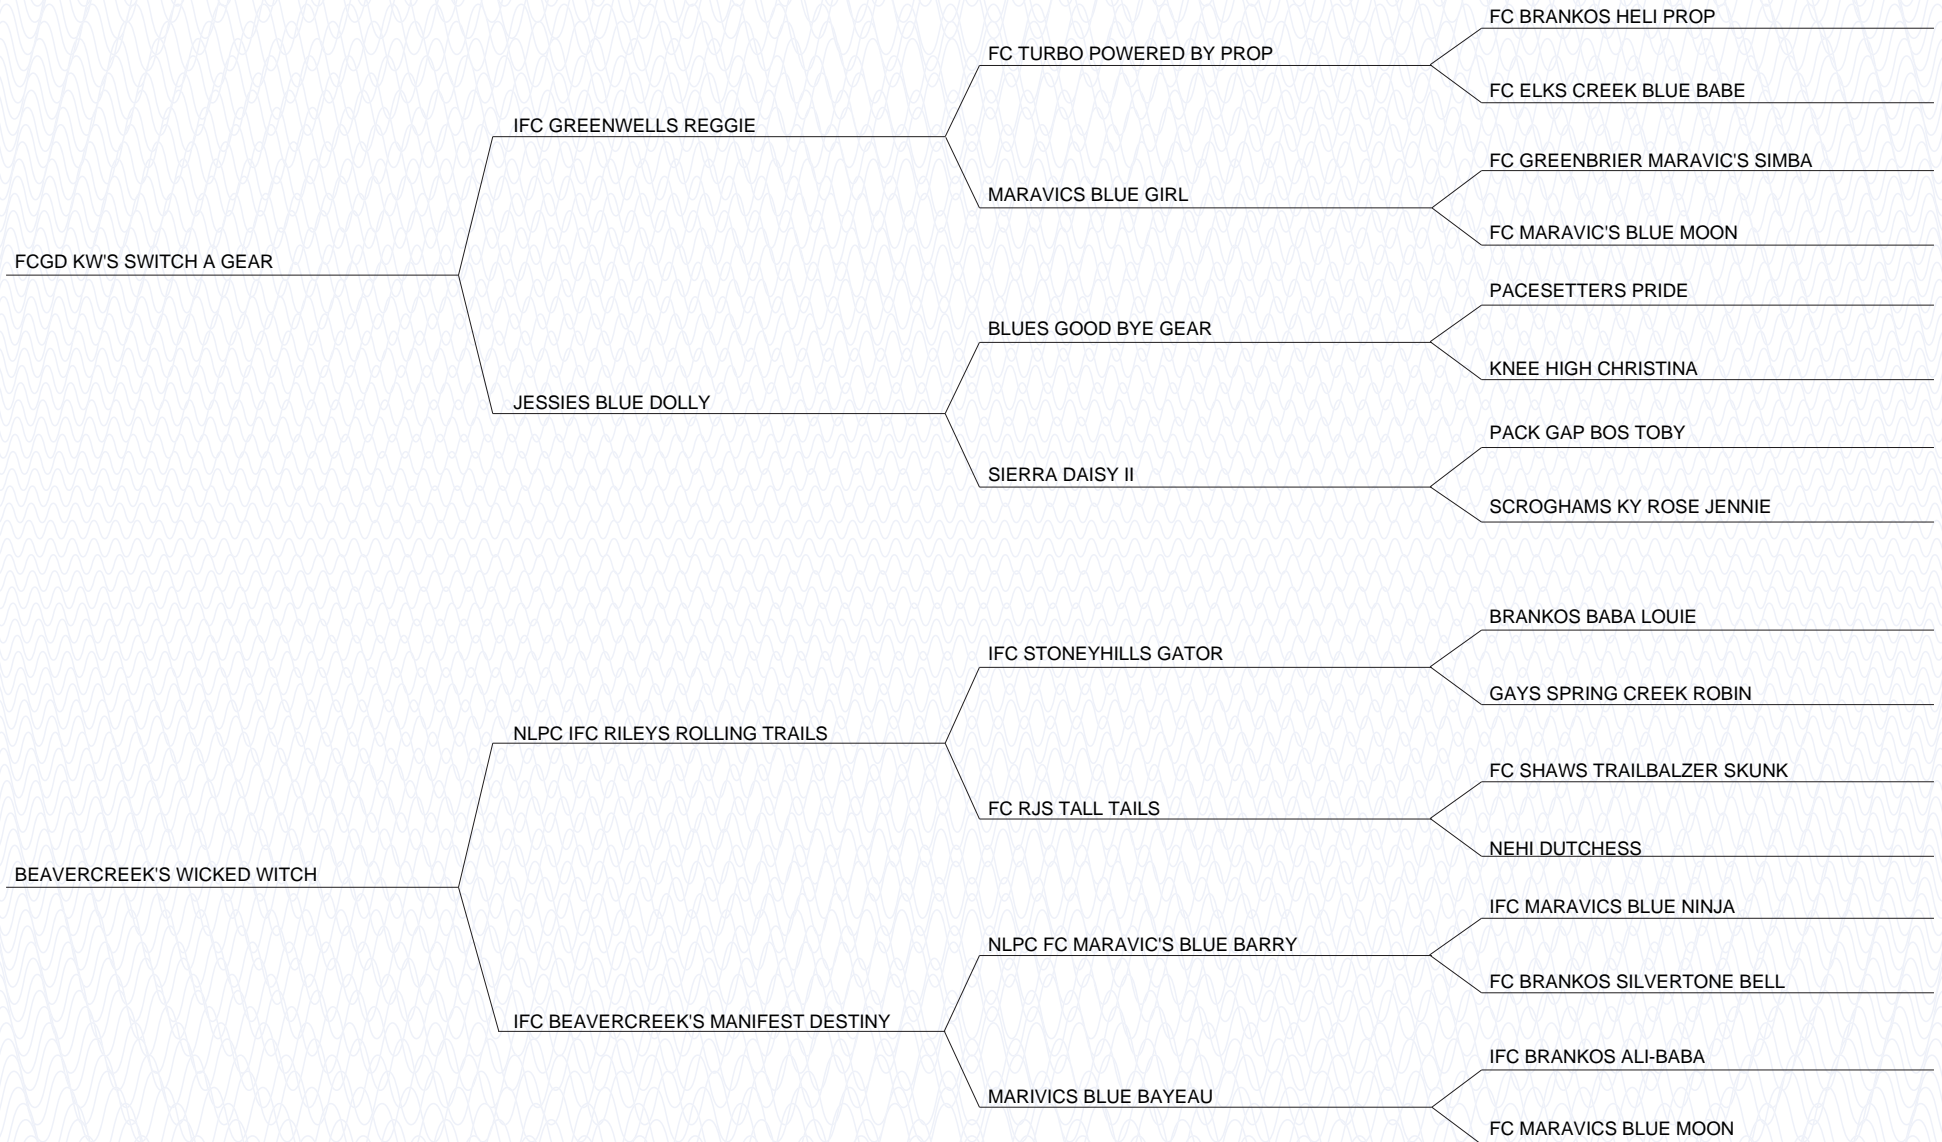 FC BRANKOS HELI PROP
FC TURBO POWERED BY PROP
FC ELKS CREEK BLUE BABE
IFC GREENWELLS REGGIE
FC GREENBRIER MARAVIC'S SIMBA
MARAVICS BLUE GIRL
FC MARAVIC'S BLUE MOON
FCGD KW'S SWITCH A GEAR
PACESETTERS PRIDE
BLUES GOOD BYE GEAR
KNEE HIGH CHRISTINA
JESSIES BLUE DOLLY
PACK GAP BOS TOBY
SIERRA DAISY II
SCROGHAMS KY ROSE JENNIE
BRANKOS BABA LOUIE
IFC STONEYHILLS GATOR
GAYS SPRING CREEK ROBIN
NLPC IFC RILEYS ROLLING TRAILS
FC SHAWS TRAILBALZER SKUNK
FC RJS TALL TAILS
NEHI DUTCHESS
BEAVERCREEK'S WICKED WITCH
IFC MARAVICS BLUE NINJA
NLPC FC MARAVIC'S BLUE BARRY
FC BRANKOS SILVERTONE BELL
IFC BEAVERCREEK'S MANIFEST DESTINY
IFC BRANKOS ALI-BABA
MARIVICS BLUE BAYEAU
FC MARAVICS BLUE MOON